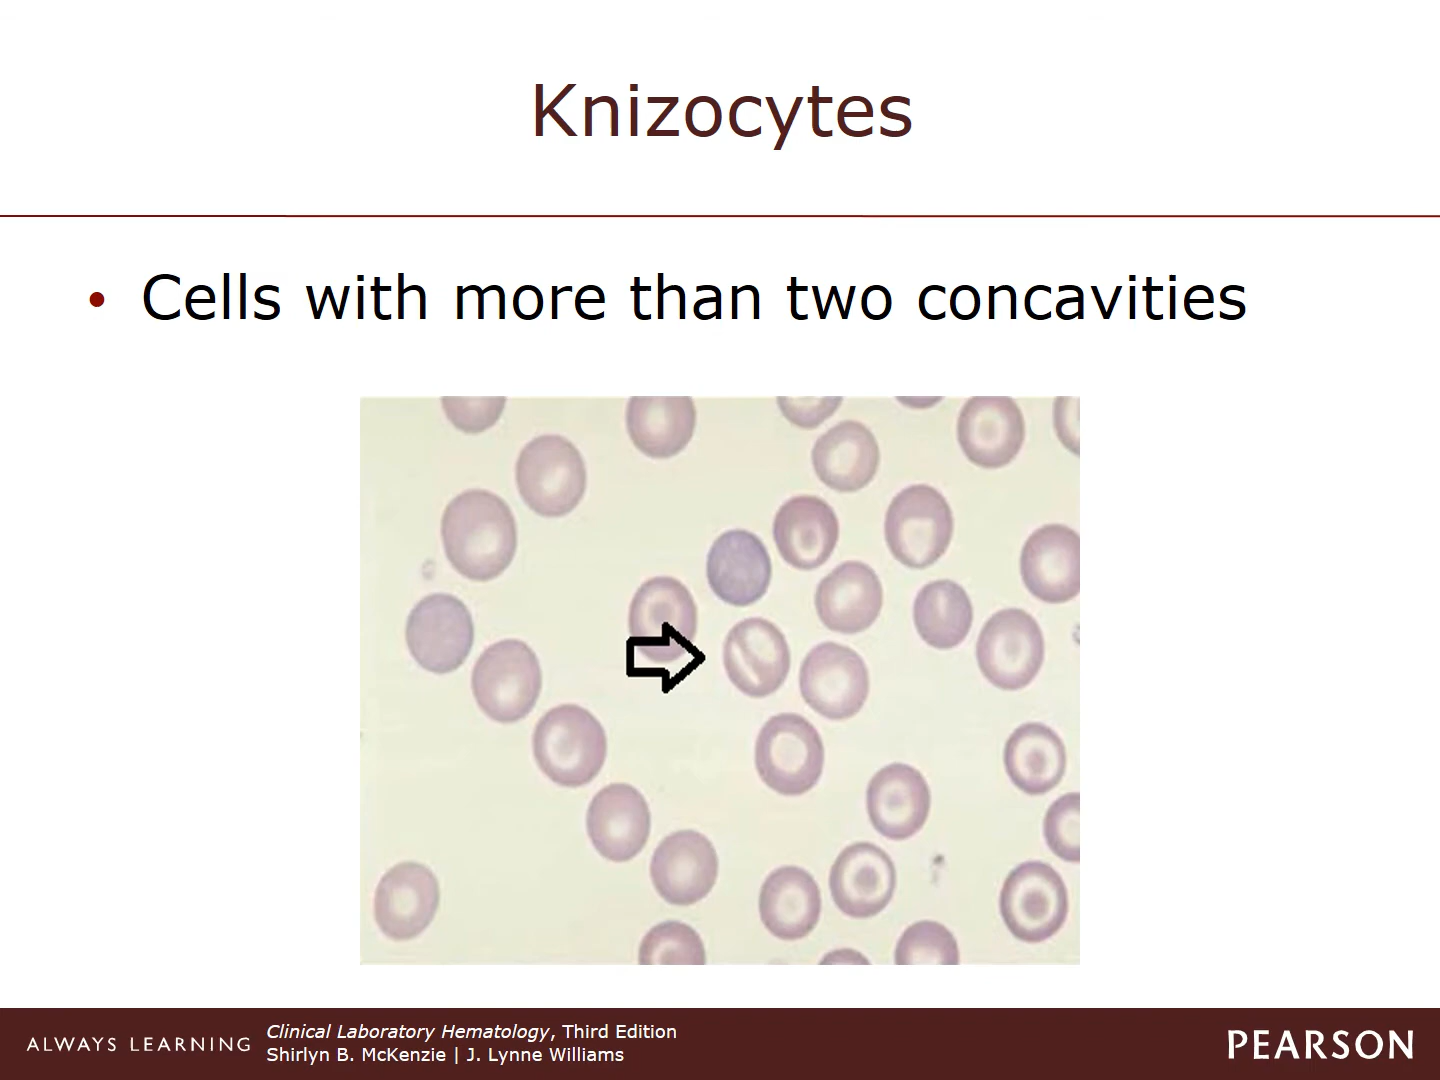 Knizocytes
• Cells with more than two concavities
ALWAYS LEARNING
Clinical Laboratory Hematology, Third Edition
Shirlyn B. McKenzie | J. Lynne Williams
PEARSON